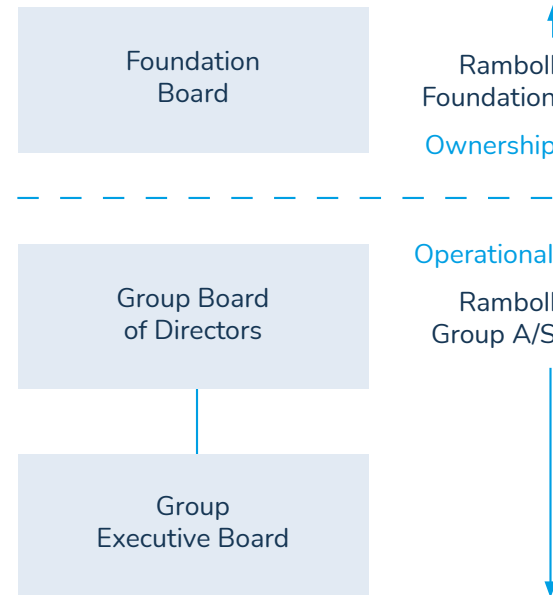 Foundation
Board
Ramboll
Foundation
Ownership
Operational
Group Board
of Directors
Ramboll
Group A/S
Group
Executive Board